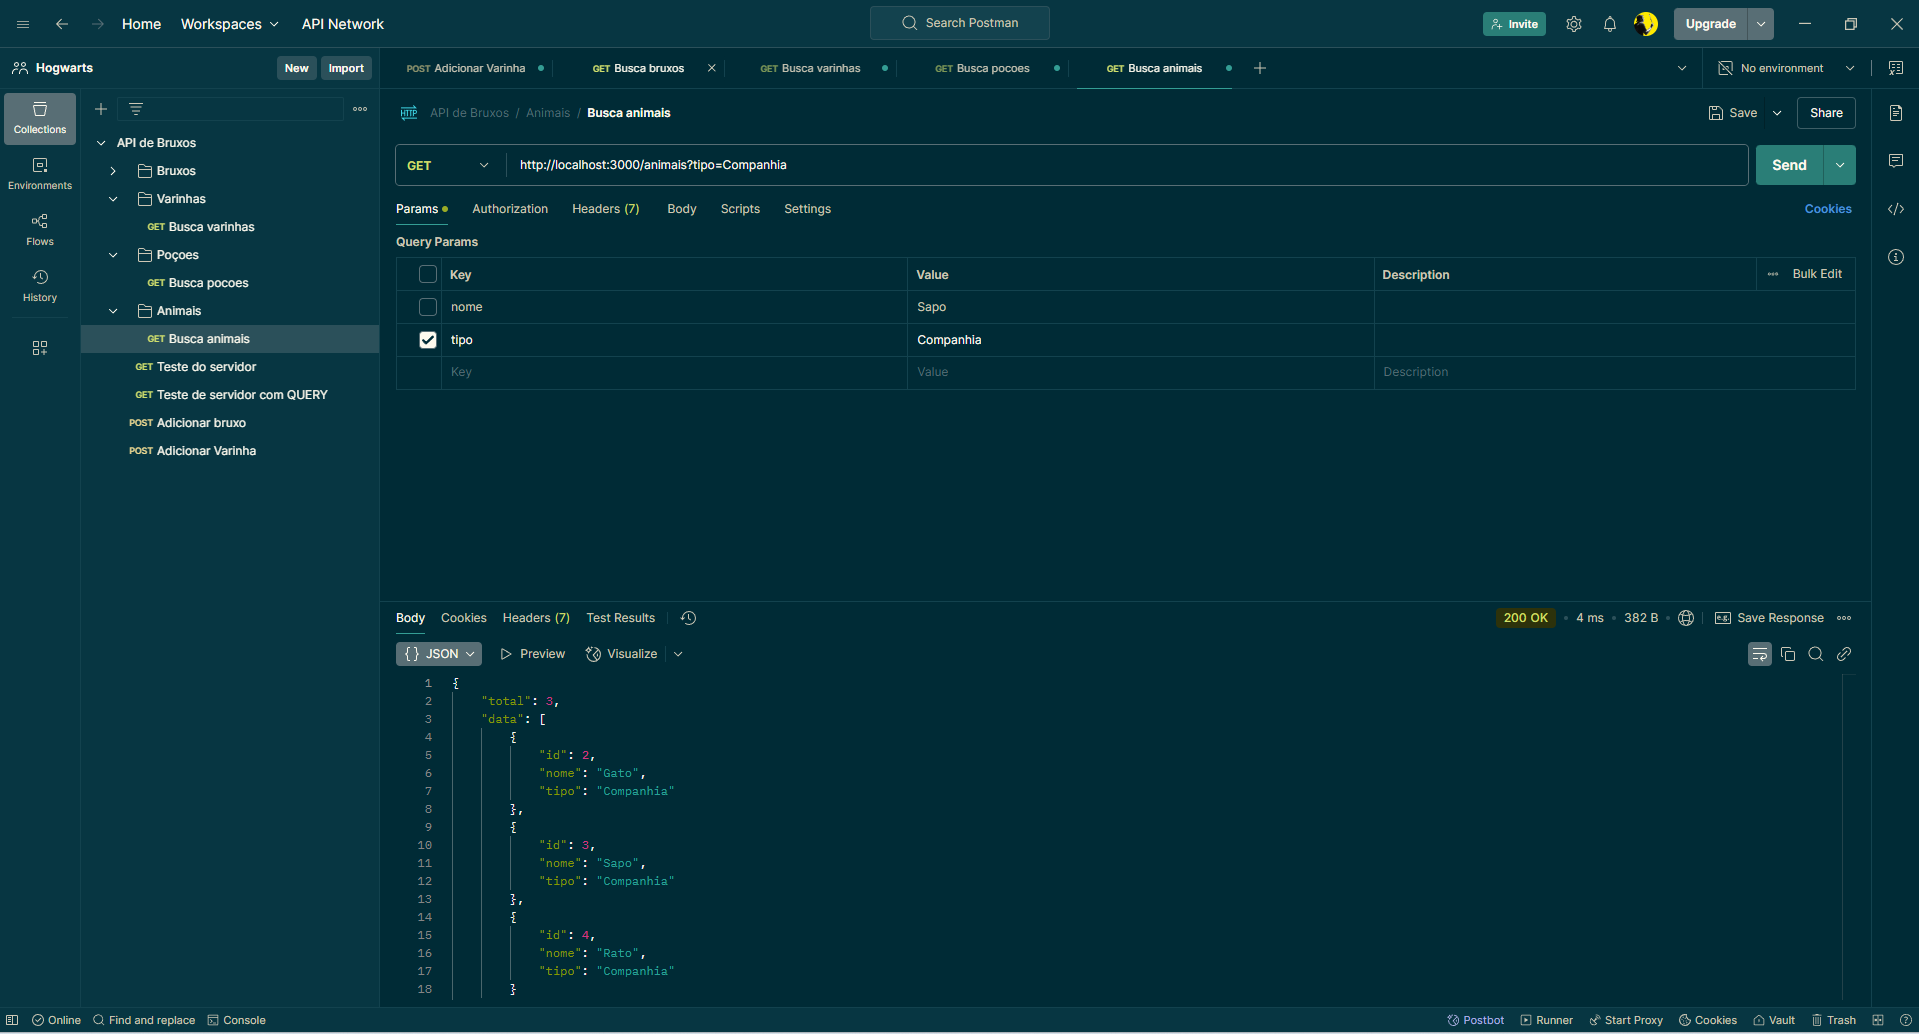 Home Workspaces API Network Search Postman Invite Upgrade
Hogwarts New Import POST Adicionar Varinha GET Busca bruxos GET Busca varinhas GET Busca pocoes GET Busca animais No environment
Collections
Environments
Flows
History
API de Bruxos
Bruxos
Varinhas
GET Busca varinhas
Poções
GET Busca pocoes
Animais
GET Busca animais
GET Teste do servidor
GET Teste de servidor com QUERY
POST Adicionar bruxo
POST Adicionar Varinha
HTTP API de Bruxos / Animais / Busca animais Save Share
GET http://localhost:3000/animais?tipo=Companhia Send
Params Authorization Headers (7) Body Scripts Settings Cookies
Query Params
Key Value Description Bulk Edit
nome Sapo
tipo Companhia
Key Value Description
Body Cookies Headers (7) Test Results 200 OK 4 ms 382 B e.g. Save Response
{ } JSON Preview Visualize
1 {
2 "total": 3,
3 "data": [
4 {
5 "id": 2,
6 "nome": "Gato",
7 "tipo": "Companhia"
8 },
9 {
10 "id": 3,
11 "nome": "Sapo",
12 "tipo": "Companhia"
13 },
14 {
15 "id": 4,
16 "nome": "Rato",
17 "tipo": "Companhia"
18 }
Online Find and replace Console Postbot Runner Start Proxy Cookies Vault Trash